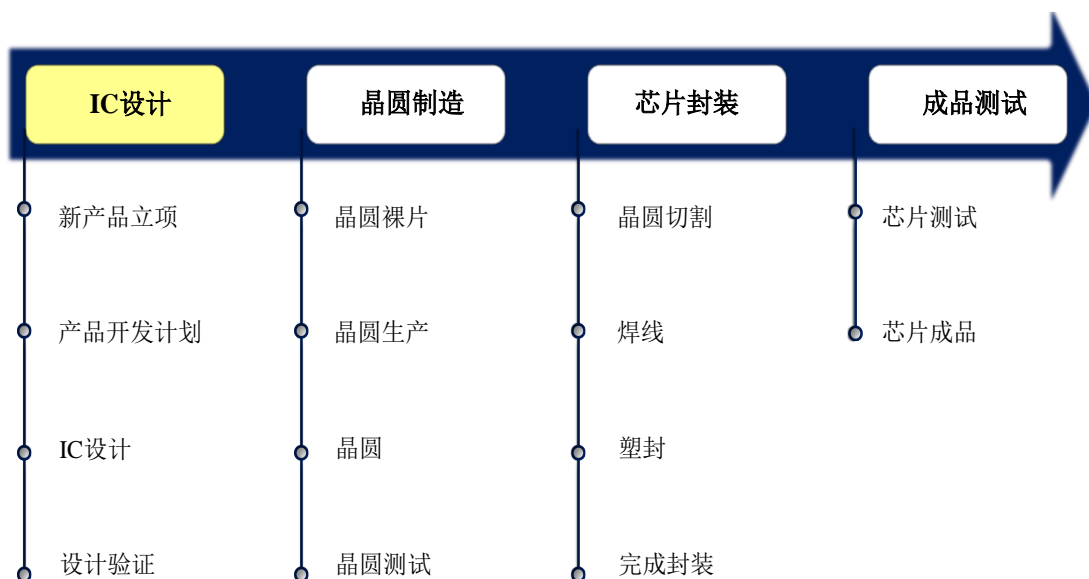 IC设计
晶圆制造
芯片封装
成品测试
新产品立项
晶圆裸片
晶圆切割
芯片测试
产品开发计划
晶圆生产
焊线
芯片成品
IC设计
晶圆
塑封
设计验证
晶圆测试
完成封装